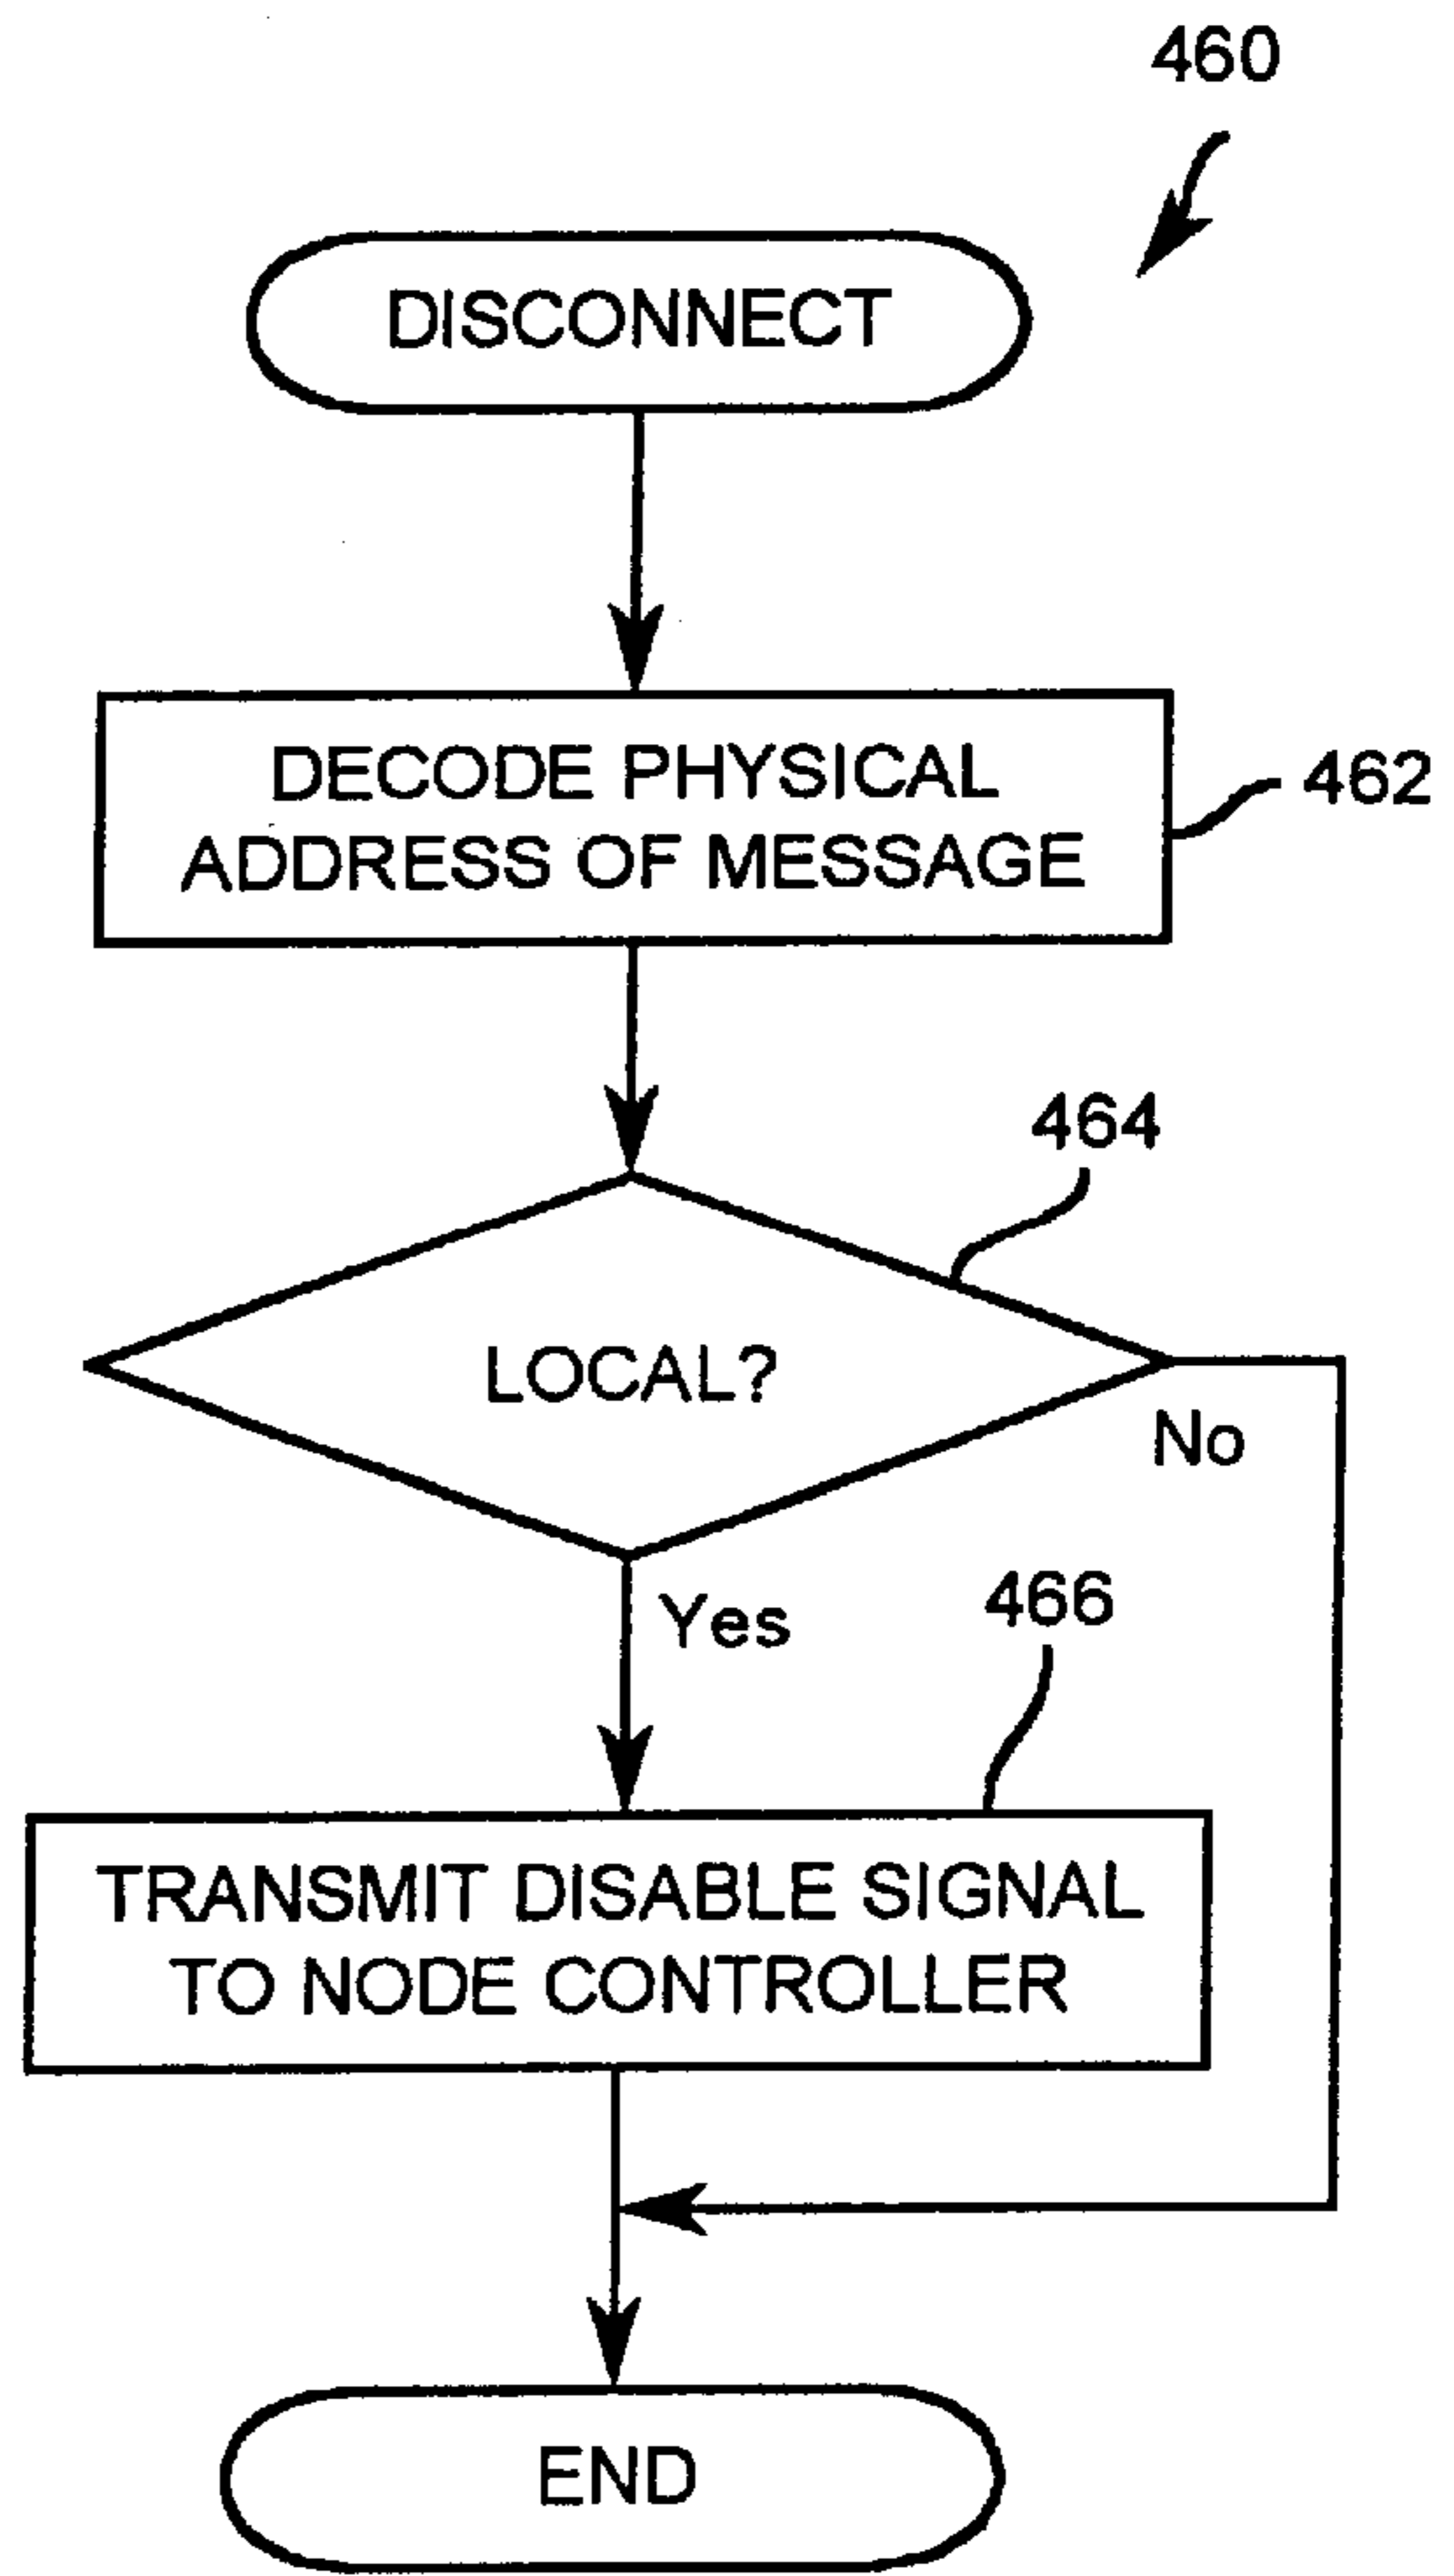 460
DISCONNECT
DECODE PHYSICAL
ADDRESS OF MESSAGE
462
464
LOCAL?
No
Yes
466
TRANSMIT DISABLE SIGNAL
TO NODE CONTROLLER
END